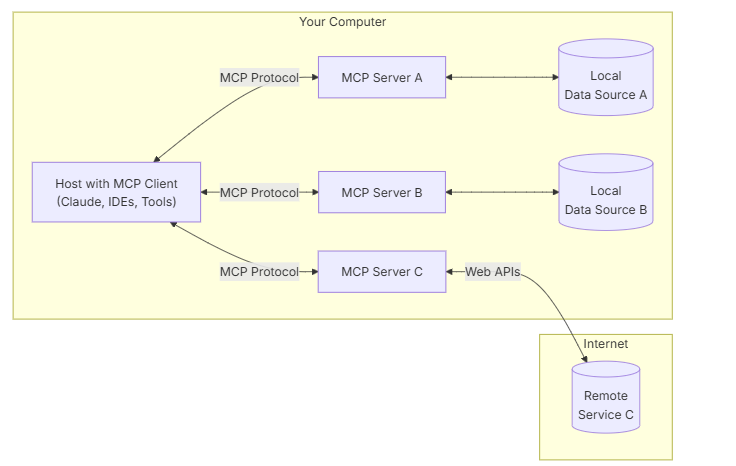 Your Computer
MCP Protocol
MCP Server A
Local
Data Source A
Host with MCP Client
(Claude, IDEs, Tools)
MCP Protocol
MCP Server B
Local
Data Source B
MCP Protocol
MCP Server C
Web APIs
Internet
Remote
Service C